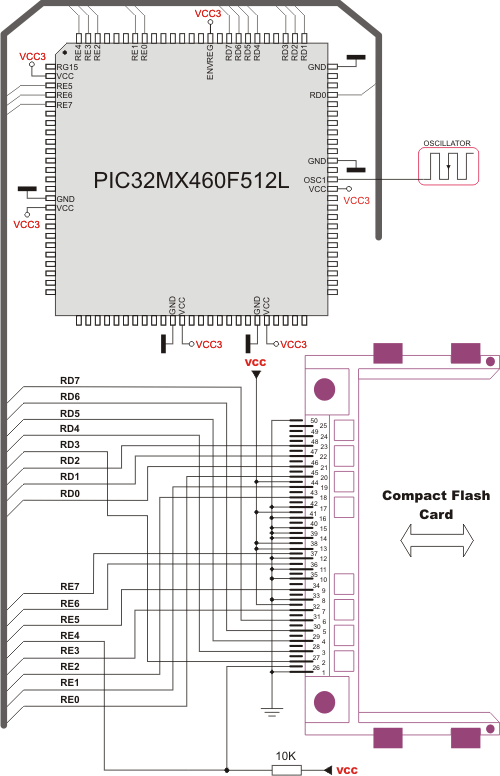 VCC3
RE4 RE3 RE2 RE1 RE0 ENVREG RD7 RD6 RD5 RD4 RD3 RD2 RD1
VCC3
RG15 GND
VCC
RE5
RE6 RD0
RE7
OSCILLATOR
GND
PIC32MX460F512L OSC1
VCC
GND VCC3
VCC
VCC3
GND VCC GND VCC
VCC3 VCC3
VCC
RD7
RD6
RD5
RD4
RD3
RD2
RD1
RD0
RE7
RE6
RE5
RE4
RE3
RE2
RE1
RE0
50
25
49
24
48
23
47
22
46
21
45
20
44
19
43
18
42
17
41
16
40
15
39
14
38
13
37
12
36
11
35
10
34
9
33
8
32
7
31
6
30
5
29
4
28
3
27
2
26
1
Compact Flash
Card
10K
VCC